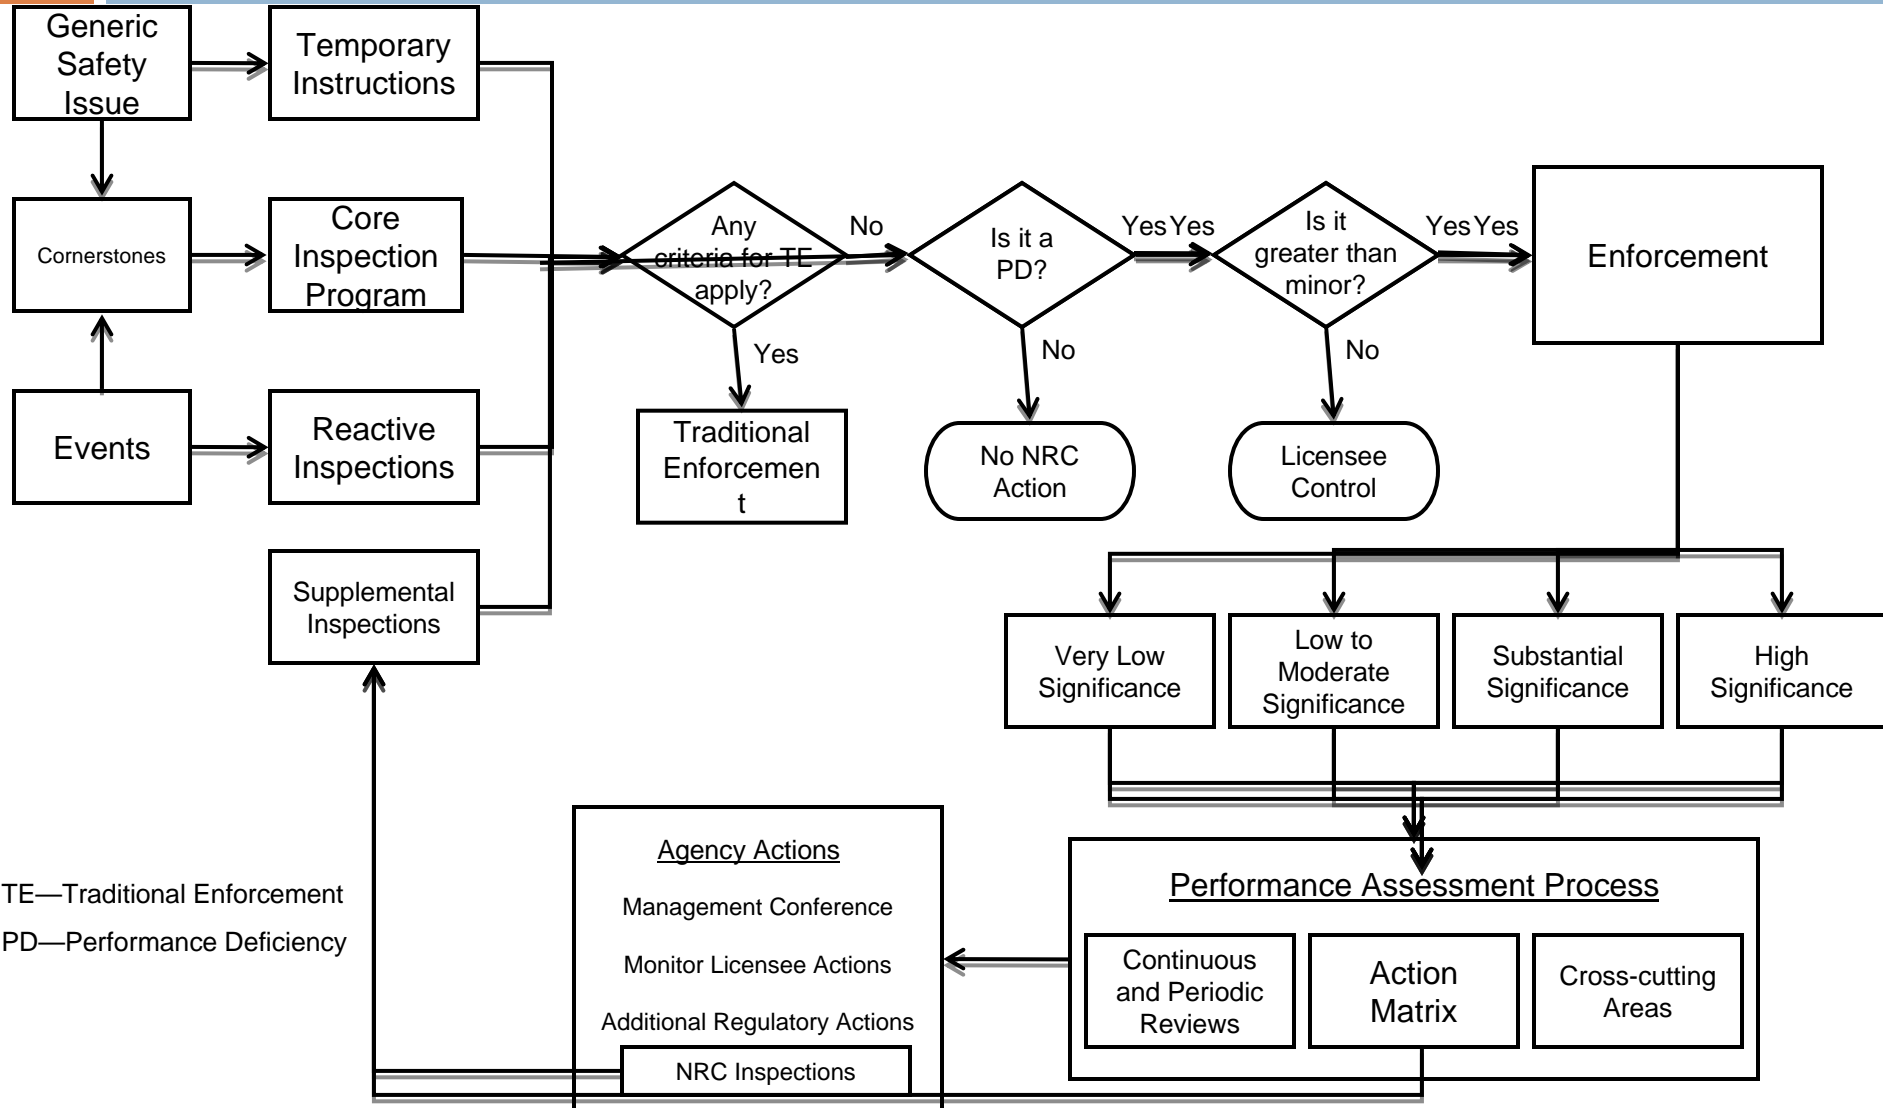 Generic
Safety
Issue
Temporary
Instructions
Cornerstones
Core
Inspection
Program
Any
criteria for TE
apply?
No
Is it a
PD?
Yes Yes
Is it
greater than
minor?
Yes Yes
Enforcement
Yes
No
No
Events
Reactive
Inspections
Traditional
Enforcemen
t
No NRC
Action
Licensee
Control
Supplemental
Inspections
Very Low
Significance
Low to
Moderate
Significance
Substantial
Significance
High
Significance
Agency Actions
Management Conference
Monitor Licensee Actions
Additional Regulatory Actions
NRC Inspections
Performance Assessment Process
Continuous
and Periodic
Reviews
Action
Matrix
Cross-cutting
Areas
TE—Traditional Enforcement
PD—Performance Deficiency